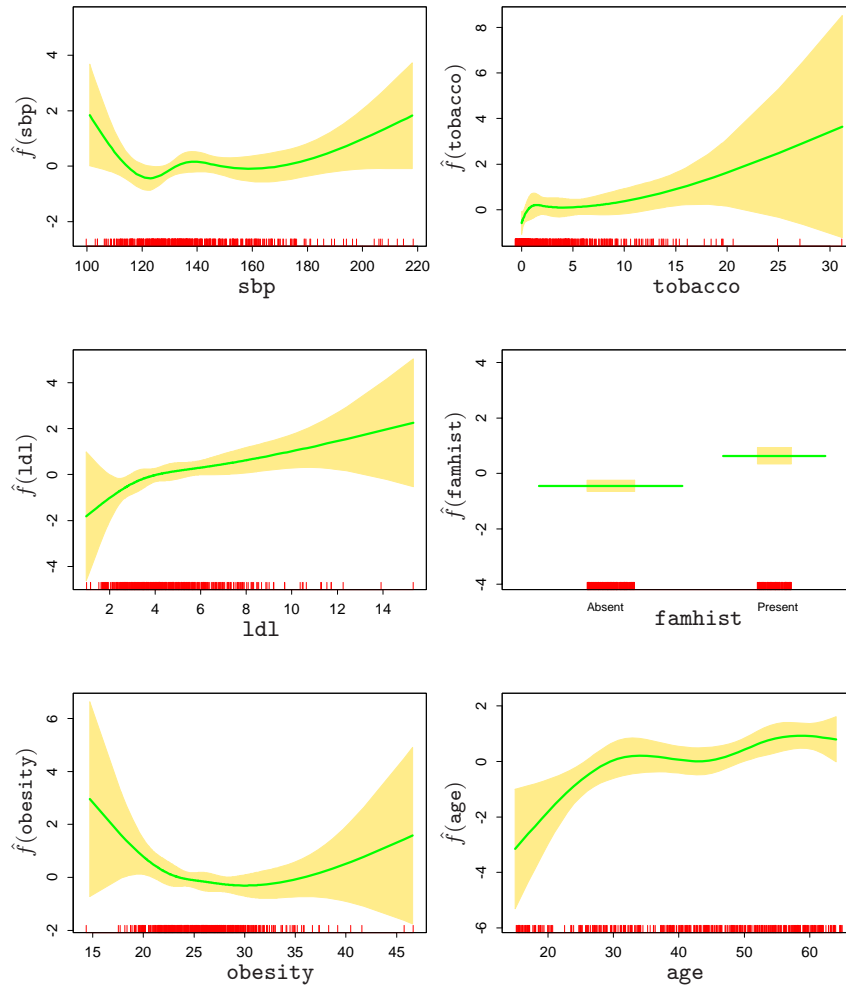 4
2
0
-2
f̂(sbp)
100 120 140 160 180 200 220
sbp
8
6
4
2
0
f̂(tobacco)
0 5 10 15 20 25 30
tobacco
4
2
0
-2
-4
f̂(ldl)
2 4 6 8 10 12 14
ldl
4
2
0
-2
-4
f̂(famhist)
Absent Present
famhist
6
4
2
0
-2
f̂(obesity)
15 20 25 30 35 40 45
obesity
2
0
-2
-4
-6
f̂(age)
20 30 40 50 60
age